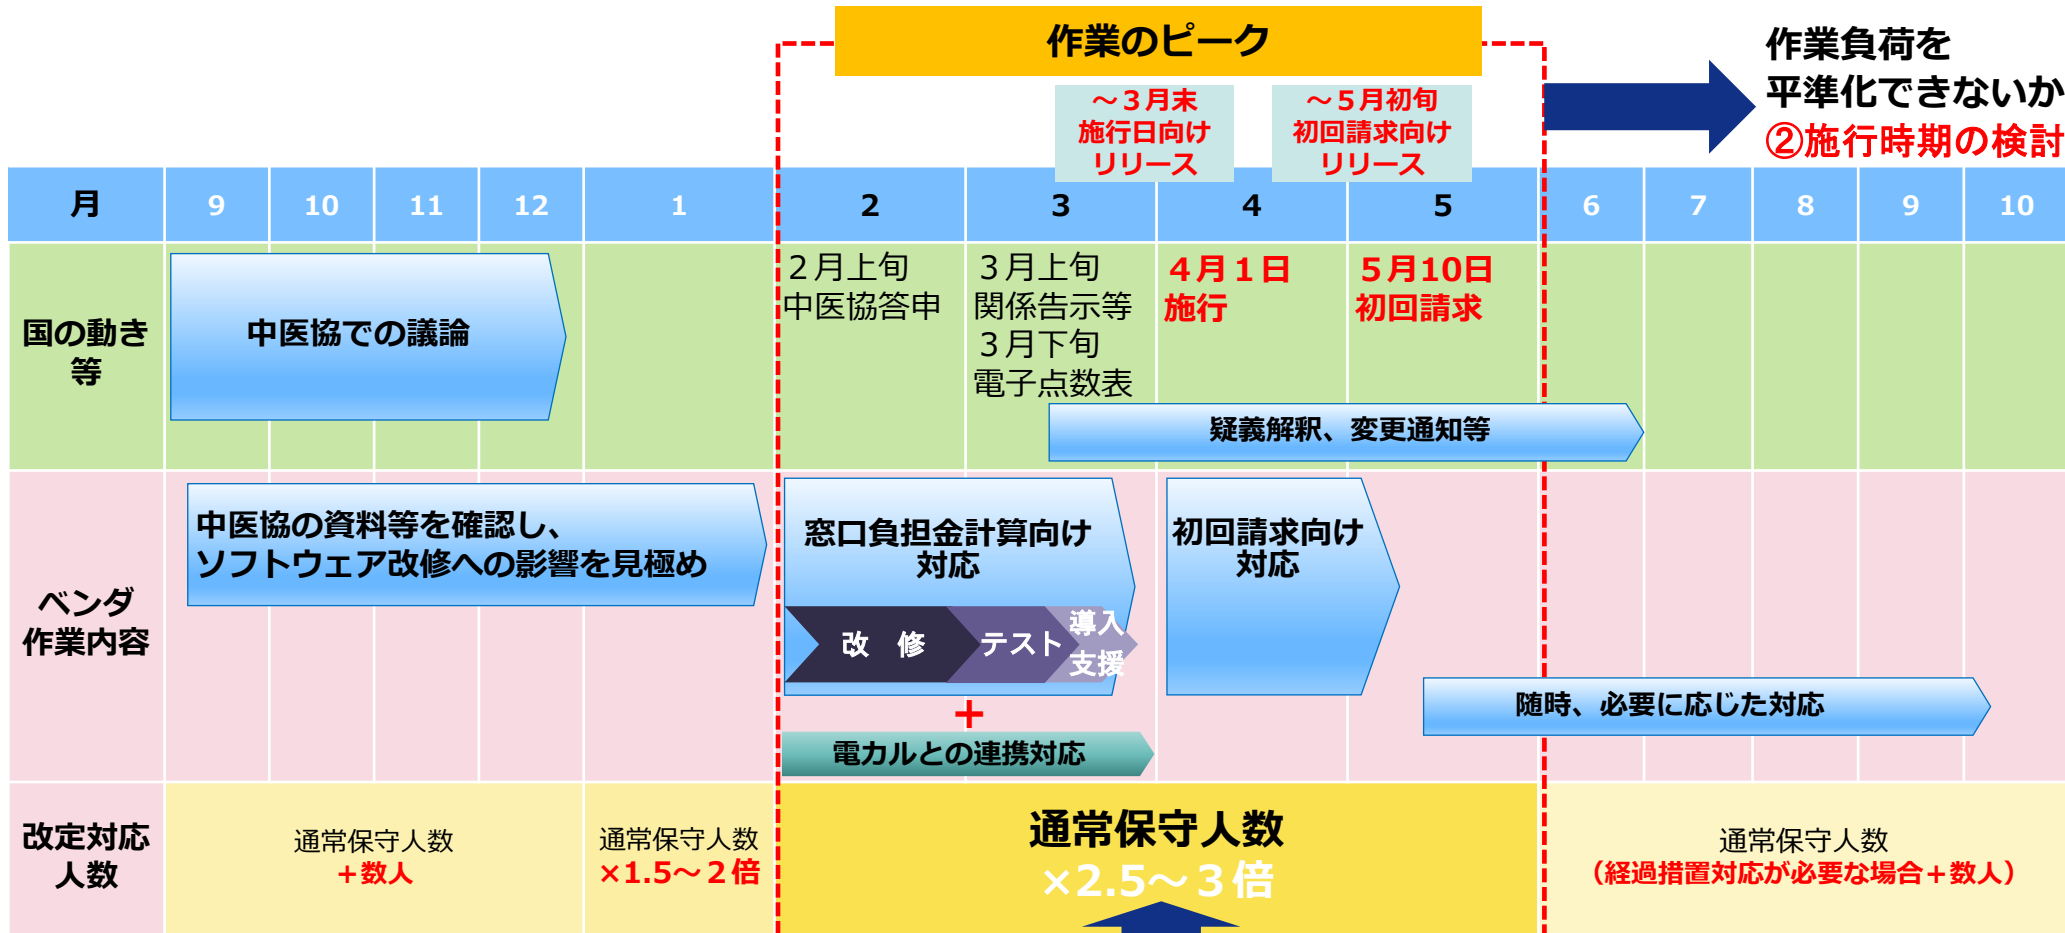 作業のピーク
作業負荷を
平準化できないか
②施行時期の検討
～３月末
施行日向け
リリース
～５月初旬
初回請求向け
リリース
月 9 10 11 12 1 2 3 4 5 6 7 8 9 10
国の動き
等
中医協での議論
２月上旬
中医協答申
３月上旬
関係告示等
３月下旬
電子点数表
４月１日
施行
５月10日
初回請求
疑義解釈、変更通知等
ベンダ
作業内容
中医協の資料等を確認し、
ソフトウェア改修への影響を見極め
窓口負担金計算向け
対応
改　修
テスト
導入
支援
＋
電カルとの連携対応
初回請求向け
対応
随時、必要に応じた対応
改定対応
人数
通常保守人数
＋数人
通常保守人数
×1.5～２倍
通常保守人数
×2.5～３倍
通常保守人数
（経過措置対応が必要な場合＋数人）